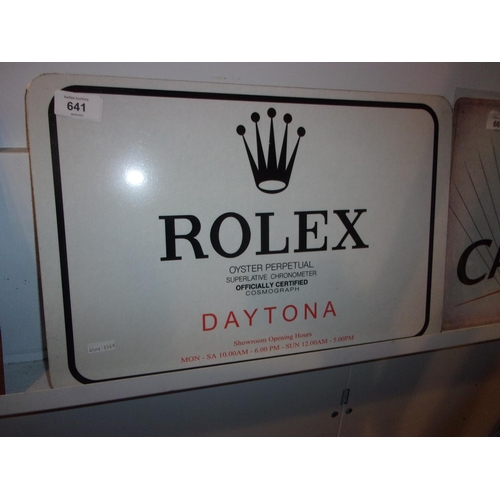 641
ROLEX
OYSTER PERPETUAL
SUPERLATIVE CHRONOMETER
OFFICIALLY CERTIFIED
COSMOGRAPH
DAYTONA
Showroom Opening Hours
MON - SA 10.00AM - 6.00 PM - SUN 12.00AM - 5.00PM
CA